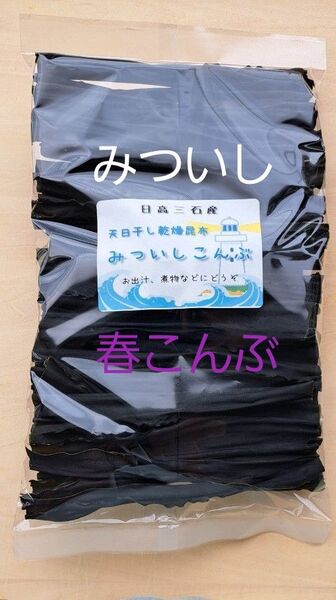 みついし
日高三石産
天日干し乾燥昆布
みついしこんぶ
お出汁、煮物などにどうぞ
春こんぶ